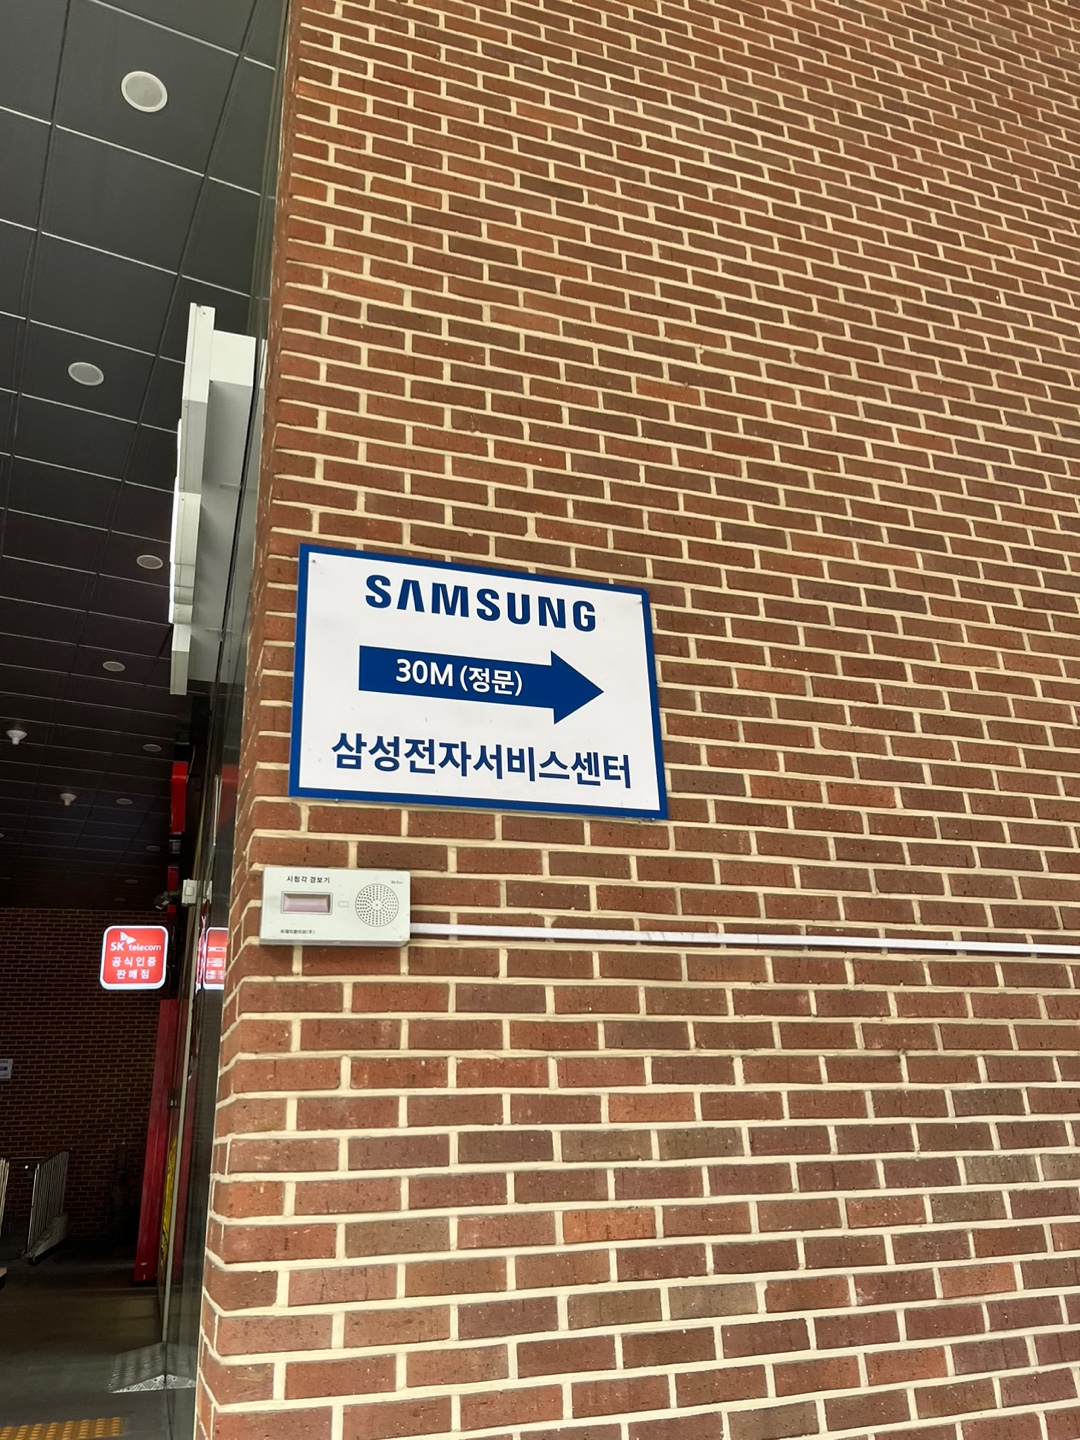 SAMSUNG
30M (정문)
삼성전자서비스센터
시청각 경보기
SK telecom
공식인증
판매점